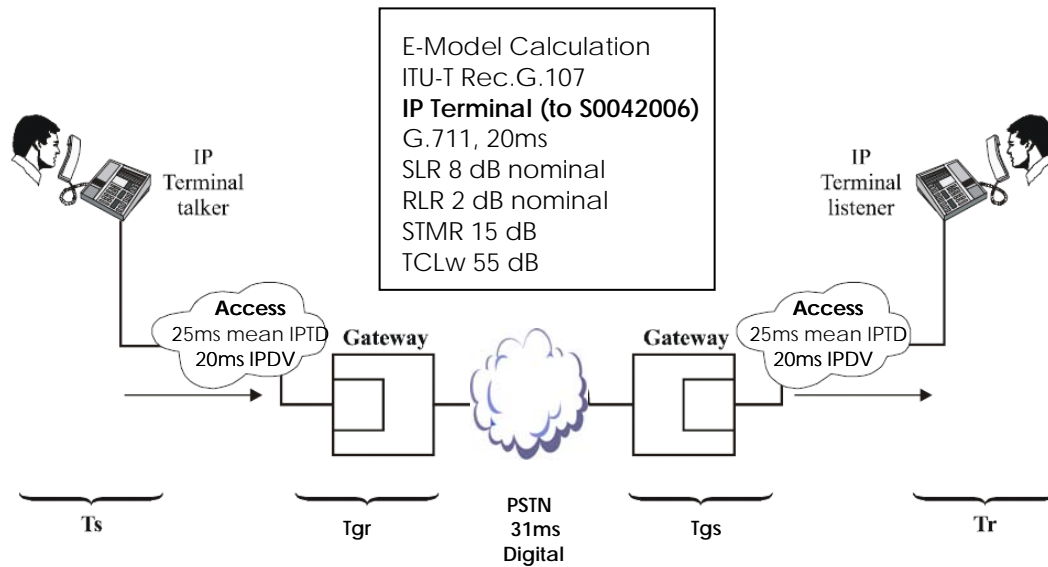 E-Model Calculation
ITU-T Rec.G.107
IP Terminal (to S0042006)
G.711, 20ms
SLR 8 dB nominal
RLR 2 dB nominal
STMR 15 dB
TCLw 55 dB
IP
Terminal
talker
IP
Terminal
listener
Access
25ms mean IPTD
20ms IPDV
Gateway
Gateway
Access
25ms mean IPTD
20ms IPDV
Ts
Tgr
PSTN
31ms
Digital
Tgs
Tr